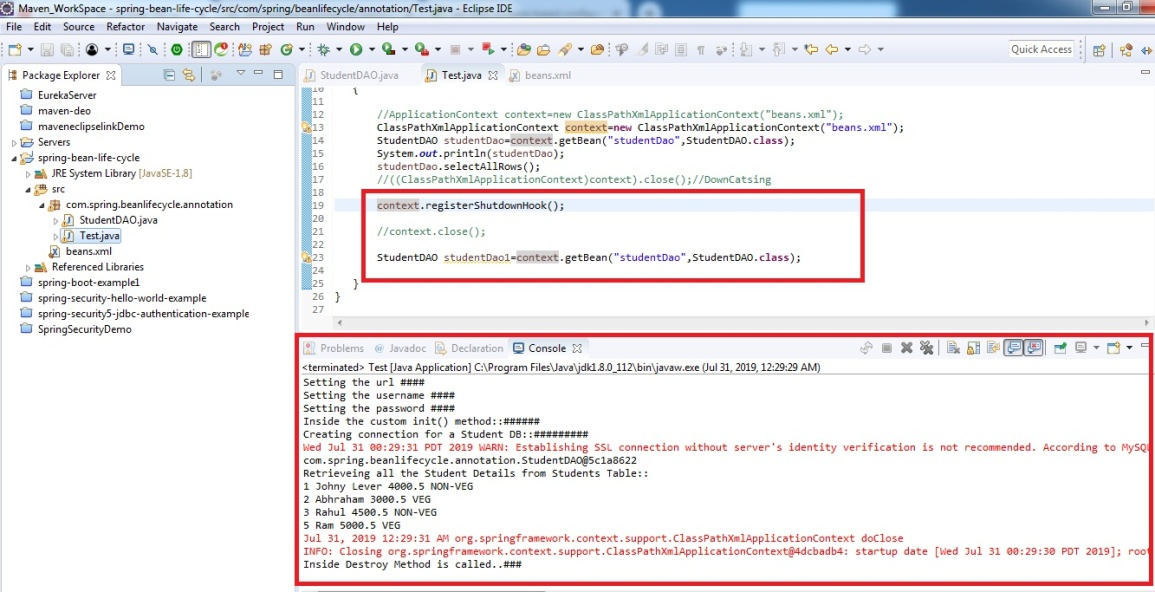 Maven_WorkSpace - spring-bean-life-cycle/src/com/spring/beanlifecycle/annotation/Test.java - Eclipse IDE
File Edit Source Refactor Navigate Search Project Run Window Help
Quick Access
Package Explorer
EurekaServer
maven-deo
maveneclipselinkDemo
Servers
spring-bean-life-cycle
JRE System Library [JavaSE-1.8]
src
com.spring.beanlifecycle.annotation
StudentDAO.java
Test.java
beans.xml
Referenced Libraries
spring-boot-example1
spring-security-hello-world-example
spring-security5-jdbc-authentication-example
SpringSecurityDemo
StudentDAO.java Test.java beans.xml
10 {
11
12 //ApplicationContext context=new ClassPathXmlApplicationContext("beans.xml");
13 ClassPathXmlApplicationContext context=new ClassPathXmlApplicationContext("beans.xml");
14 StudentDAO studentDao=context.getBean("studentDao",StudentDAO.class);
15 System.out.println(studentDao);
16 studentDao.selectAllRows();
17 //((ClassPathXmlApplicationContext)context).close();//DownCatsing
18
19 context.registerShutdownHook();
20
21 //context.close();
22
23 StudentDAO studentDao1=context.getBean("studentDao",StudentDAO.class);
24
25 }
26 }
27
Problems @ Javadoc Declaration Console
<terminated> Test [Java Application] C:\Program Files\Java\jdk1.8.0_112\bin\javaw.exe (Jul 31, 2019, 12:29:29 AM)
Setting the url ####
Setting the username ####
Setting the password ####
Inside the custom init() method::######
Creating connection for a Student DB::#########
Wed Jul 31 00:29:31 PDT 2019 WARN: Establishing SSL connection without server's identity verification is not recommended. According to MySQL
com.spring.beanlifecycle.annotation.StudentDAO@5c1a8622
Retrieveing all the Student Details from Students Table::
1 Johny Lever 4000.5 NON-VEG
2 Abhraham 3000.5 VEG
3 Rahul 4500.5 NON-VEG
5 Ram 5000.5 VEG
Jul 31, 2019 12:29:31 AM org.springframework.context.support.ClassPathXmlApplicationContext doClose
INFO: Closing org.springframework.context.support.ClassPathXmlApplicationContext@4dcbadb4: startup date [Wed Jul 31 00:29:30 PDT 2019]; root
Inside Destroy Method is called..###